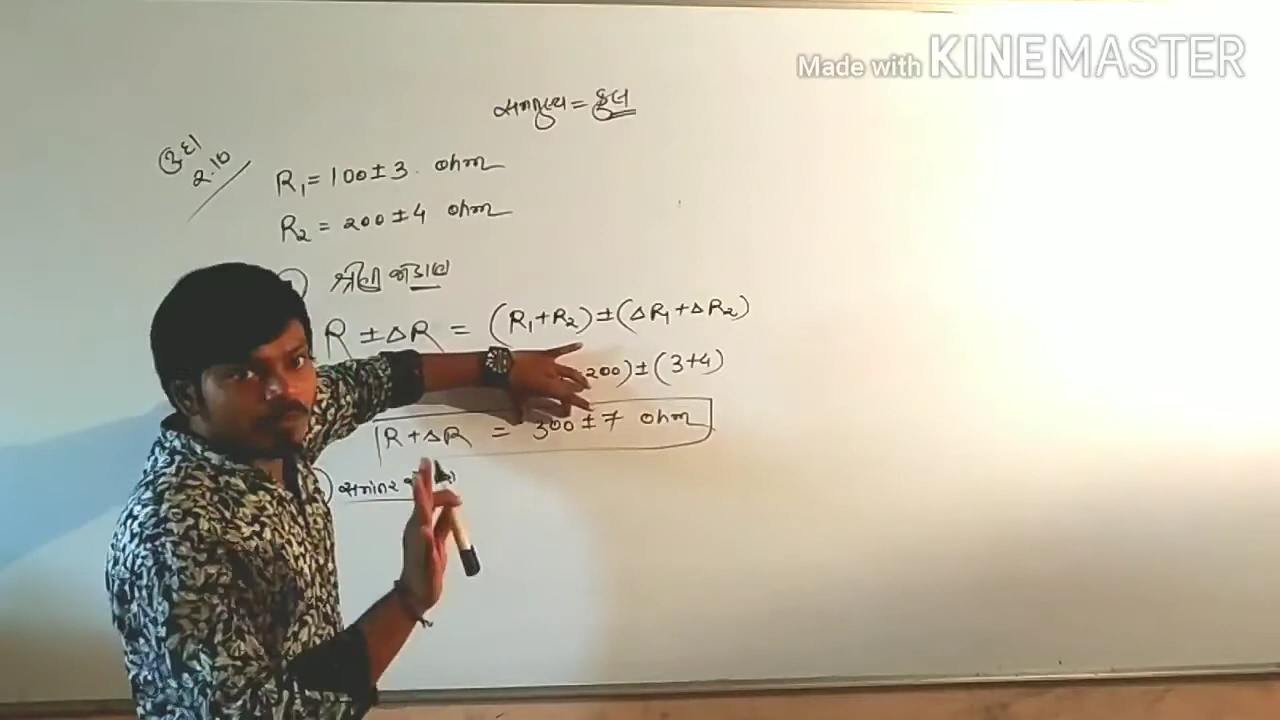 Made with KINEMASTER
સમતુલ્ય = કુલ
ઉદા
2.10
R₁ = 100 ± 3 ohm
R₂ = 200 ± 4 ohm
શ્રેણી જોડાણ
R ± ΔR = (R₁ + R₂) ± (ΔR₁ + ΔR₂)
200) ± (3+4)
R + ΔR = 300 ± 7 ohm
સમાંતર